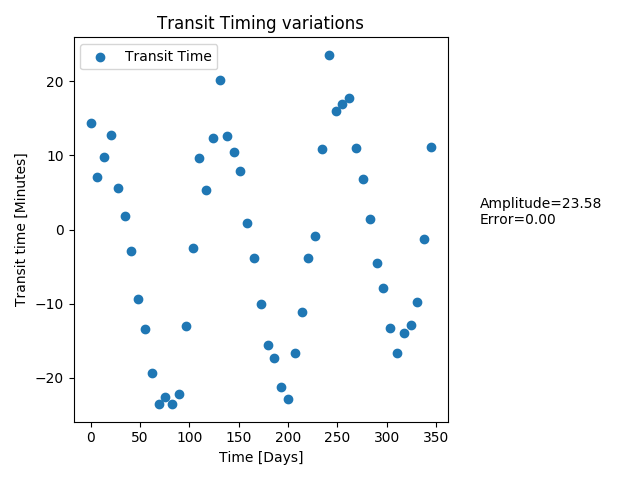 Transit Timing variations
Transit Time
Transit time [Minutes]
20
10
0
−10
−20
0 50 100 150 200 250 300 350
Time [Days]
Amplitude=23.58
Error=0.00